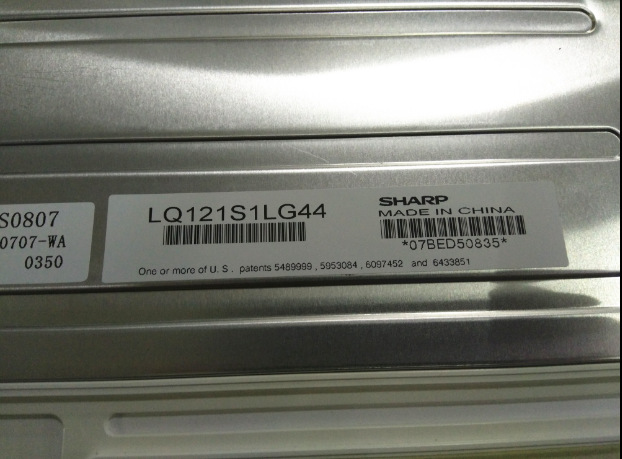 S0807
0707-WA
0350
LQ121S1LG44
SHARP
MADE IN CHINA
*07BED50835*
One or more of U. S. patents 5489999 , 5953084 , 6097452 and 6433851